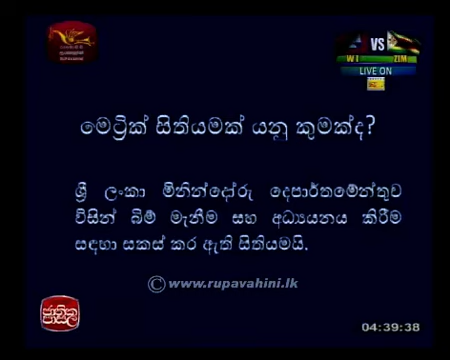 VS
W I
ZIM
LIVE ON
මෙට්‍රික් සිතියමක් යනු කුමක්ද?
ශ්‍රී ලංකා මිනින්දෝරු දෙපාර්තමේන්තුව
විසින් බිම් මැනීම සහ අධ්‍යයනය කිරීම
සඳහා සකස් කර ඇති සිතියමයි.
© www.rupavahini.lk
ජාතික
පාසල
04:39:38